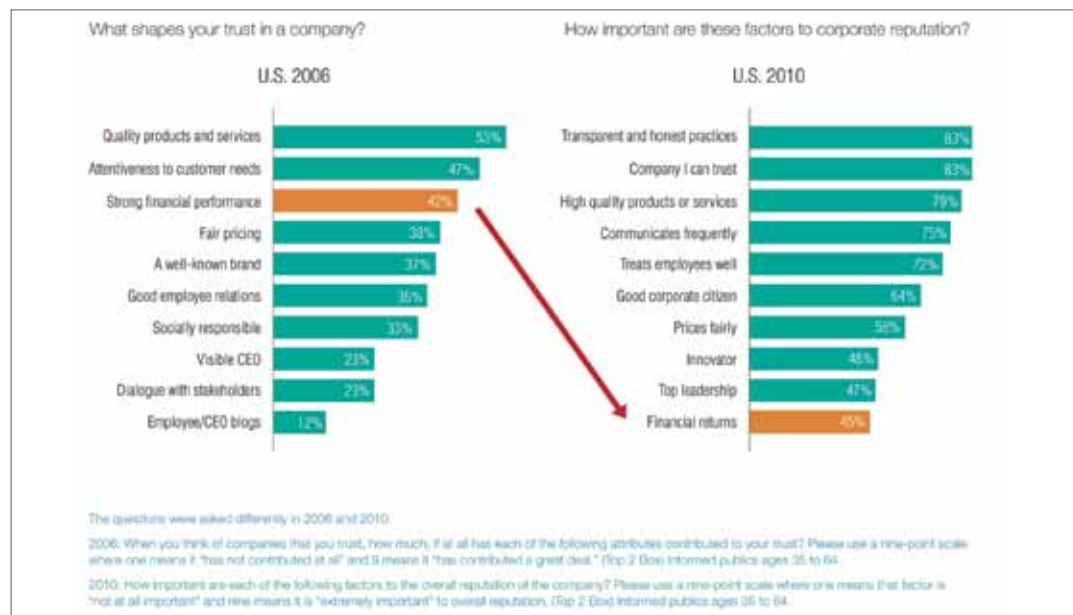 What shapes your trust in a company?
How important are these factors to corporate reputation?
U.S. 2006
U.S. 2010
Quality products and services 53%
Attentiveness to customer needs 47%
Strong financial performance 42%
Fair pricing 38%
A well-known brand 37%
Good employee relations 35%
Socially responsible 33%
Visible CEO 23%
Dialogue with stakeholders 23%
Employee/CEO blogs 12%
Transparent and honest practices 83%
Company I can trust 83%
High quality products or services 79%
Communicates frequently 75%
Treats employees well 72%
Good corporate citizen 64%
Prices fairly 58%
Innovator 48%
Top leadership 47%
Financial returns 45%
The questions were asked differently in 2006 and 2010.
2006: When you think of companies that you trust, how much, if at all has each of the following attributes contributed to your trust? Please use a nine-point scale
where one means it "has not contributed at all" and 9 means it "has contributed a great deal." (Top 2 Box) Informed publics ages 35 to 64.
2010: How important are each of the following factors to the overall reputation of the company? Please use a nine-point scale where one means that factor is
"not at all important" and nine means it is "extremely important" to overall reputation. (Top 2 Box) Informed publics ages 35 to 64.